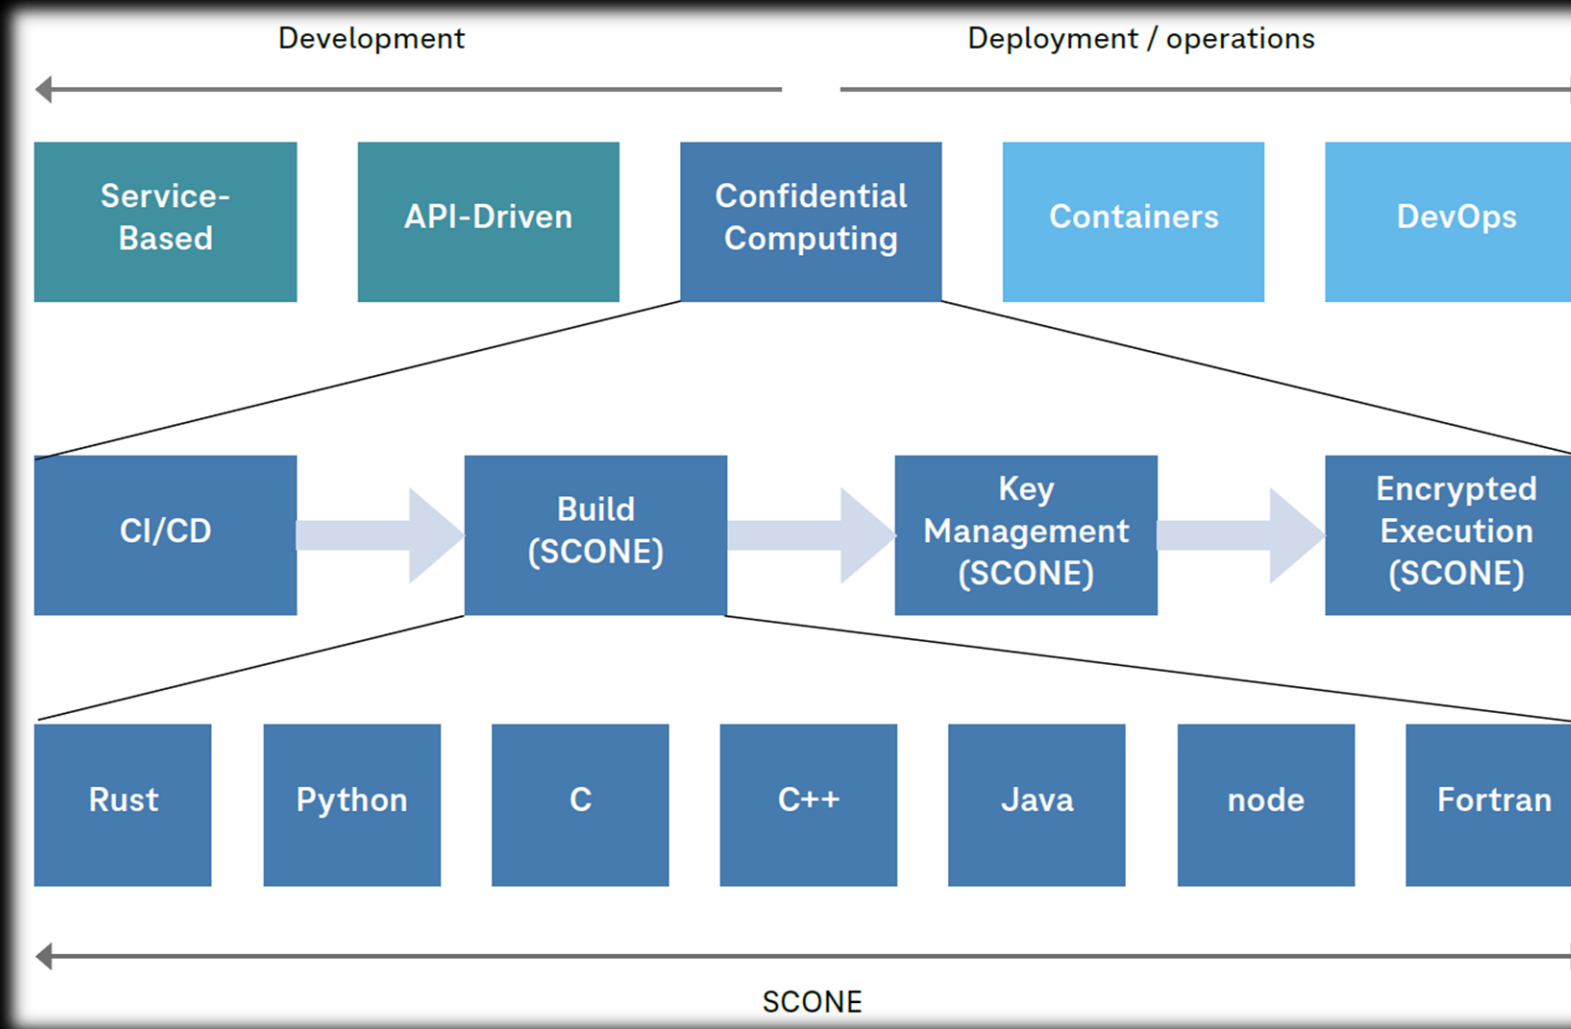 Development
Deployment / operations
Service-
Based
API-Driven
Confidential
Computing
Containers
DevOps
CI/CD
Build
(SCONE)
Key
Management
(SCONE)
Encrypted
Execution
(SCONE)
Rust
Python
C
C++
Java
node
Fortran
SCONE